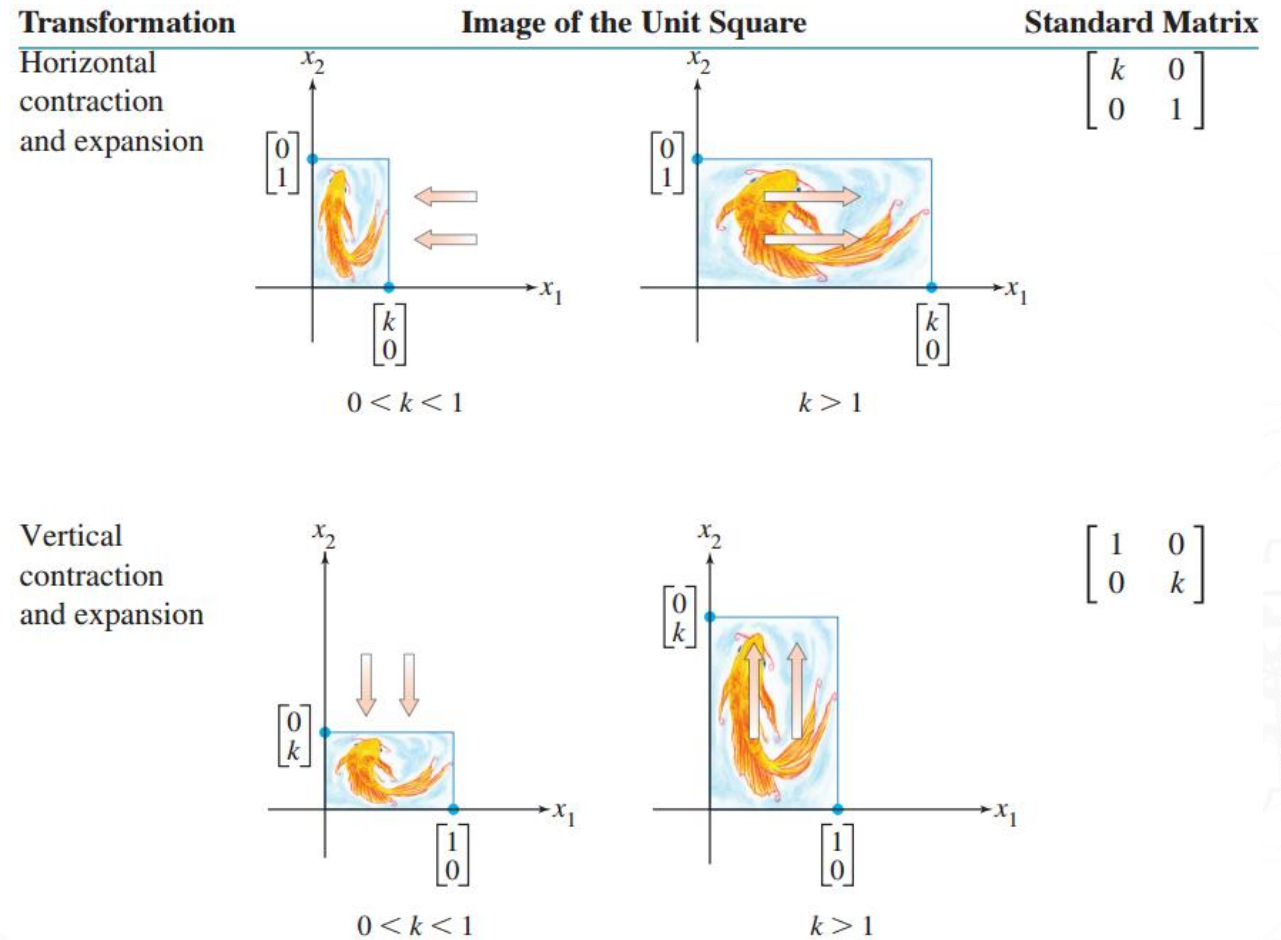 Transformation Image of the Unit Square Standard Matrix
Horizontal
contraction
and expansion
x2
x2
k 0
0 1
0
1
0
1
x1
x1
k
0
k
0
0 < k < 1
k > 1
Vertical
contraction
and expansion
x2
x2
1 0
0 k
0
k
0
k
x1
x1
1
0
1
0
0 < k < 1
k > 1